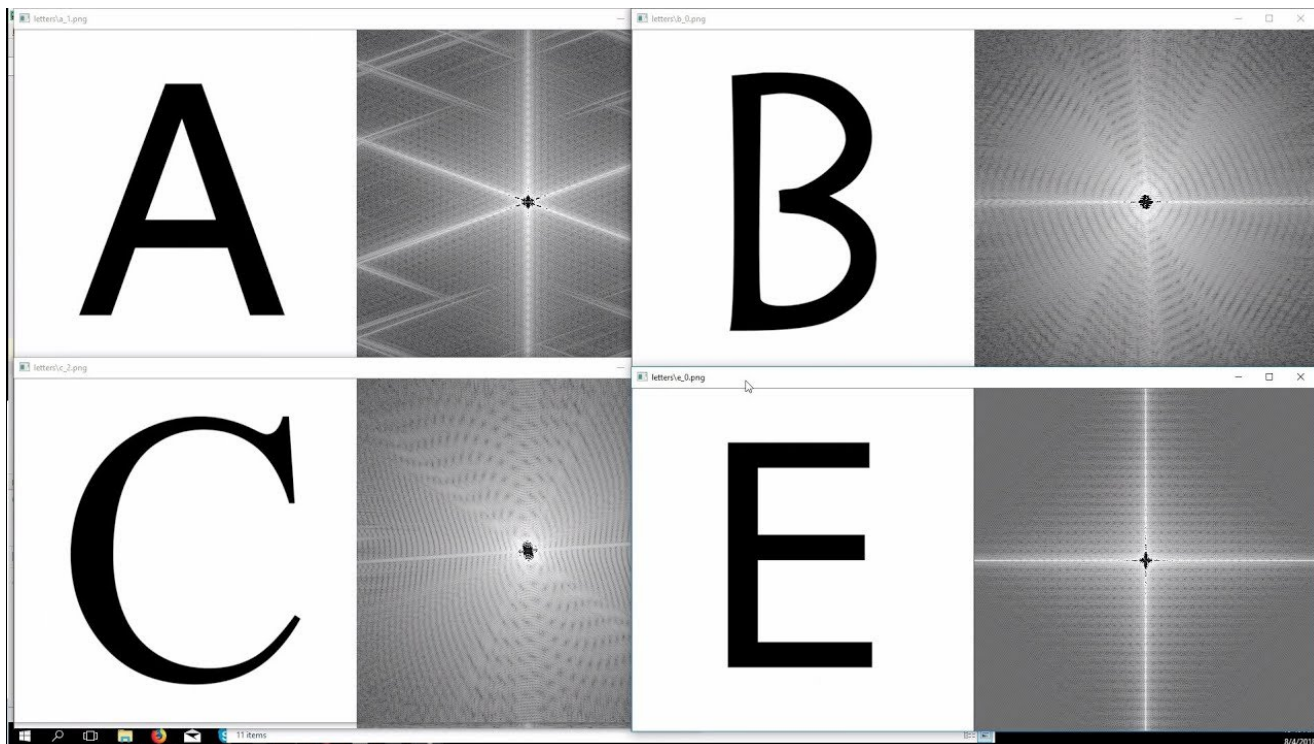 letters\a_1.png
letters\b_0.png
A
B
letters\c_2.png
letters\e_0.png
C
E
11 items